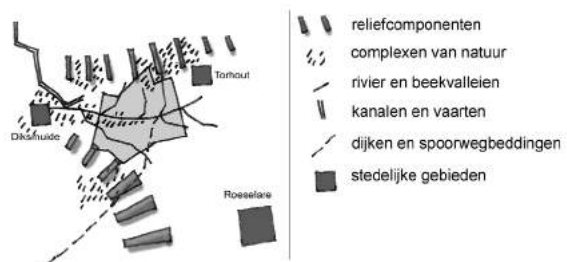 Torhout
Diksmuide
Roeselare
reliefcomponenten
complexen van natuur
rivier en beekvalleien
kanalen en vaarten
dijken en spoorwegbeddingen
stedelijke gebieden